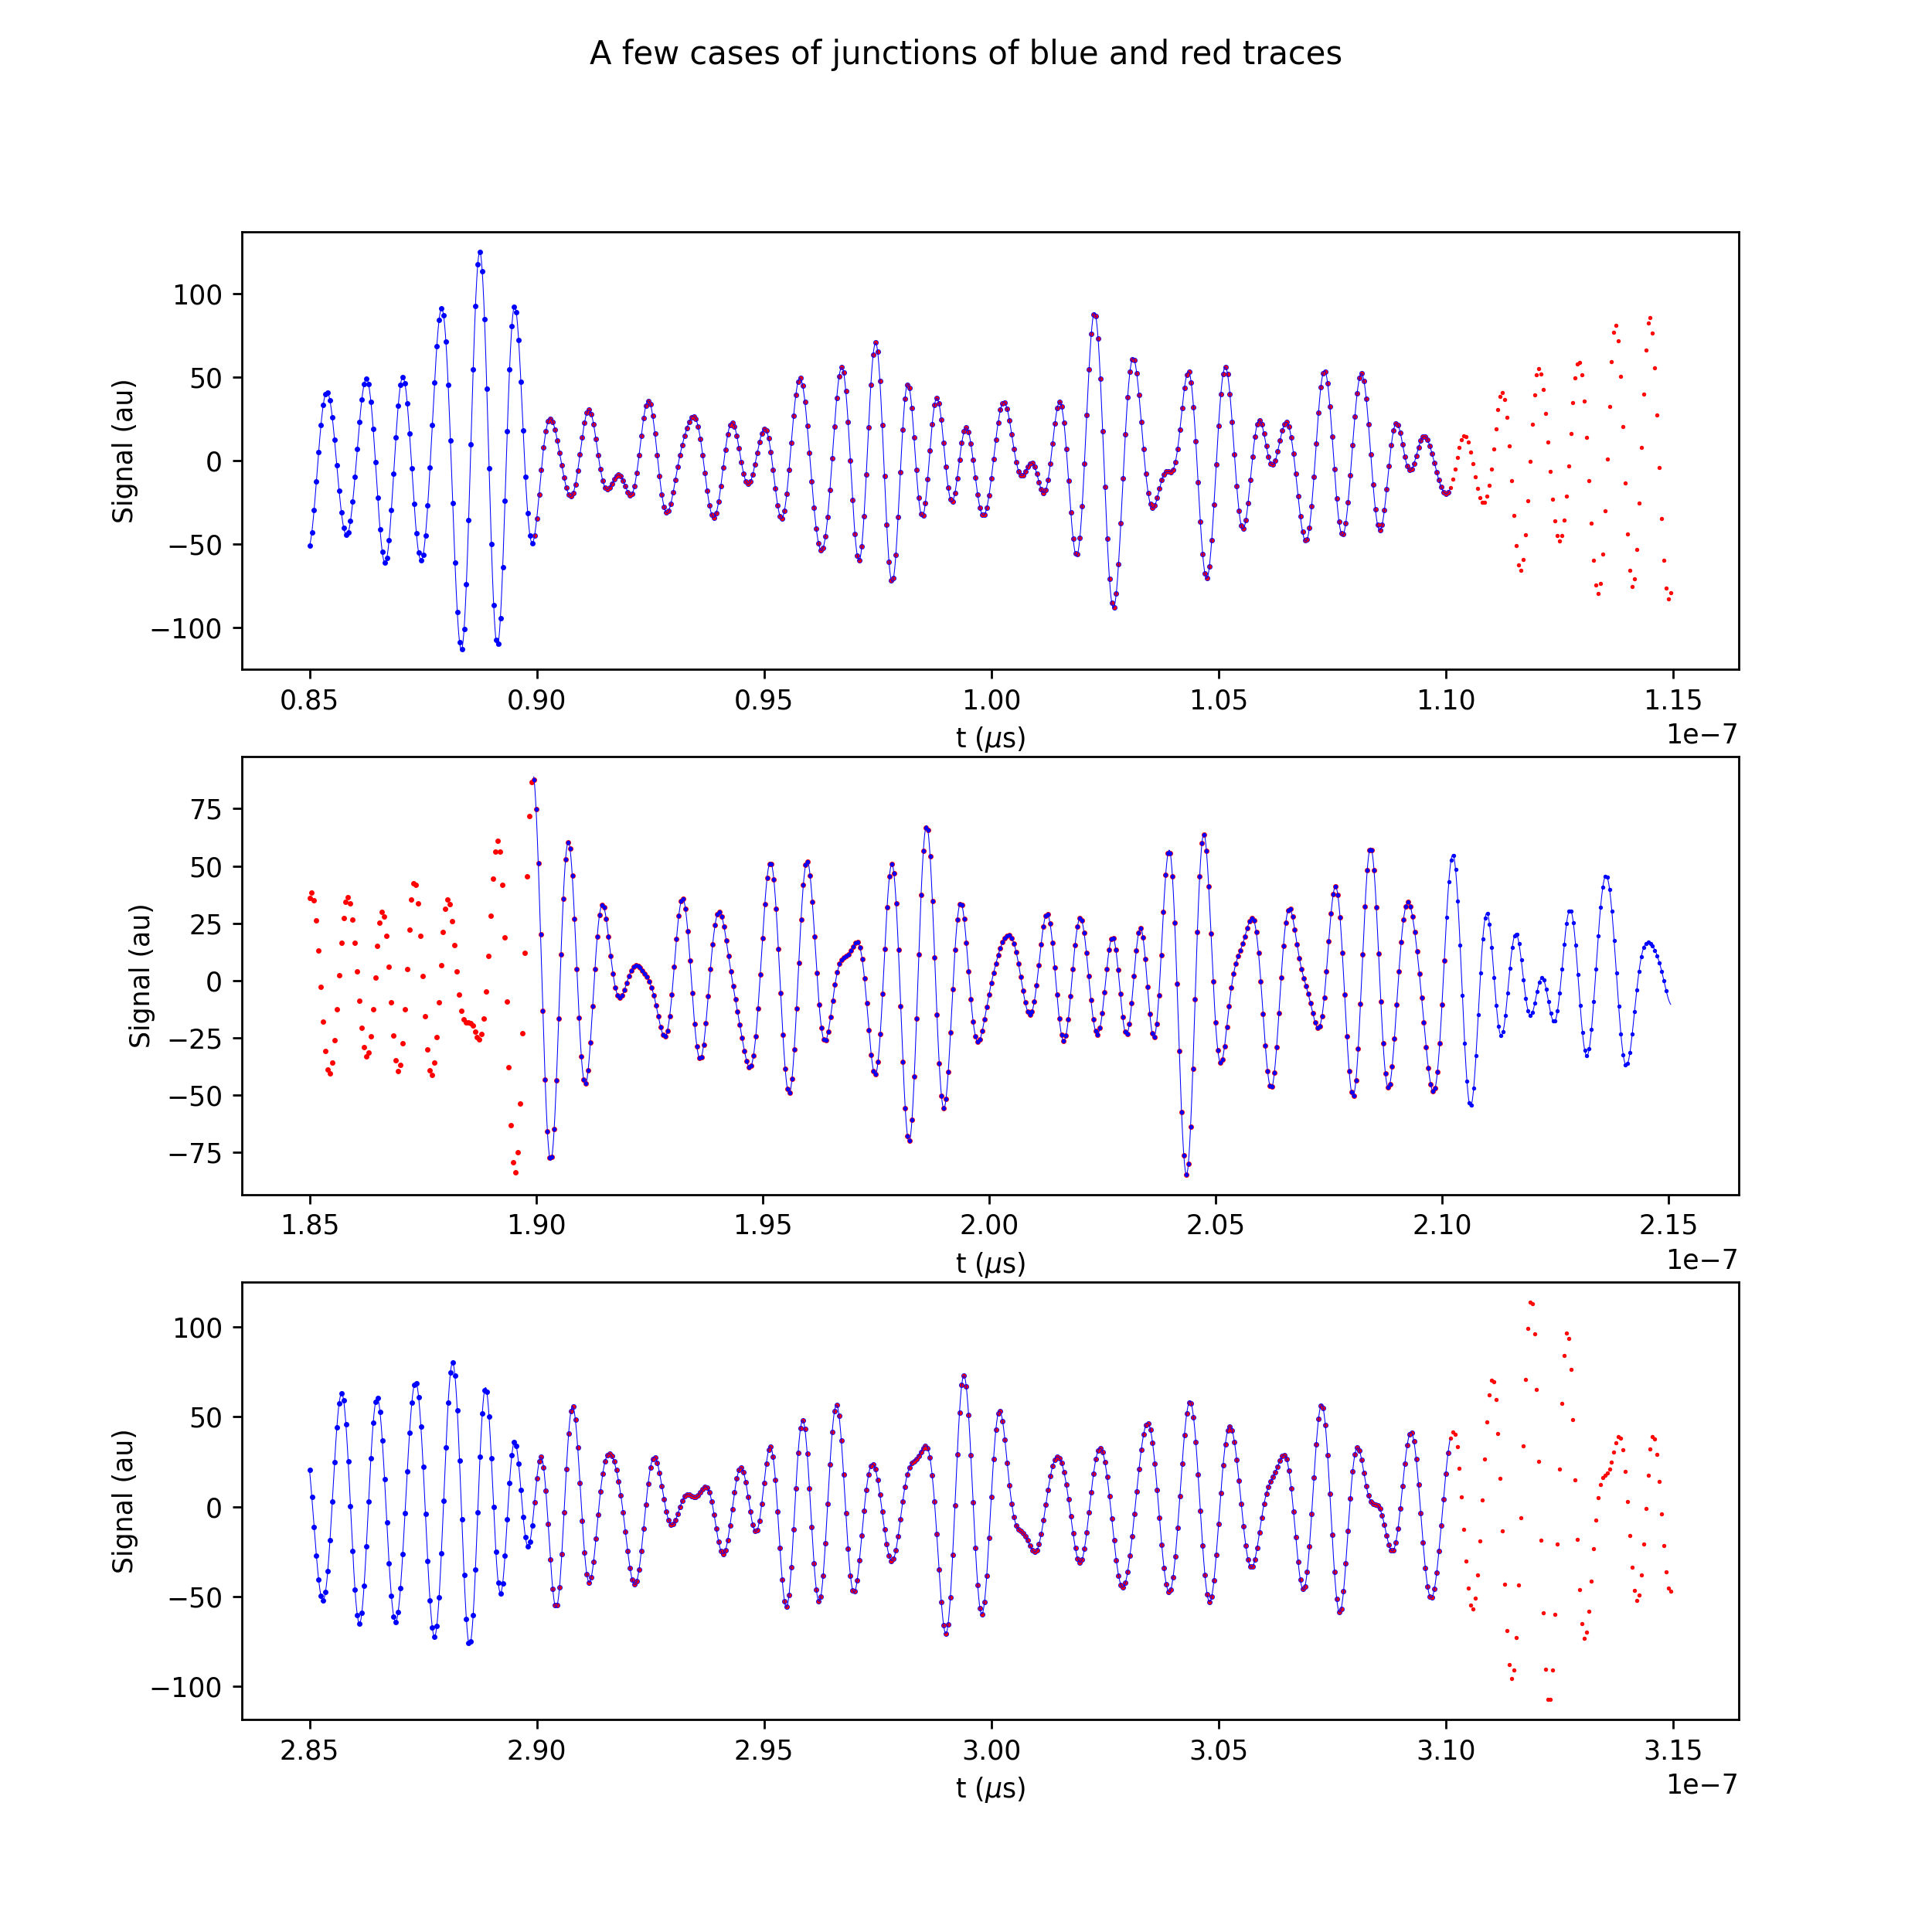 A few cases of junctions of blue and red traces
Signal (au)
100
50
0
−50
−100
0.85 0.90 0.95 1.00 1.05 1.10 1.15
1e−7
t (μs)
Signal (au)
75
50
25
0
−25
−50
−75
1.85 1.90 1.95 2.00 2.05 2.10 2.15
1e−7
t (μs)
Signal (au)
100
50
0
−50
−100
2.85 2.90 2.95 3.00 3.05 3.10 3.15
1e−7
t (μs)